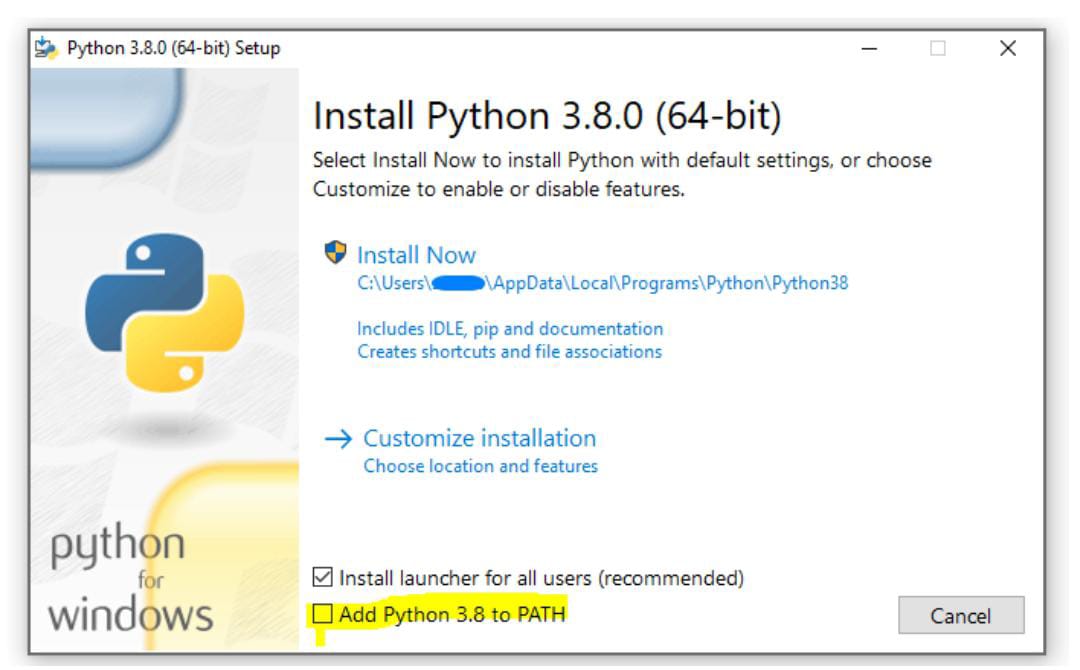 Python 3.8.0 (64-bit) Setup
Install Python 3.8.0 (64-bit)
Select Install Now to install Python with default settings, or choose
Customize to enable or disable features.
Install Now
C:\Users\ \AppData\Local\Programs\Python\Python38
Includes IDLE, pip and documentation
Creates shortcuts and file associations
Customize installation
Choose location and features
python
for
windows
Install launcher for all users (recommended)
Add Python 3.8 to PATH
Cancel